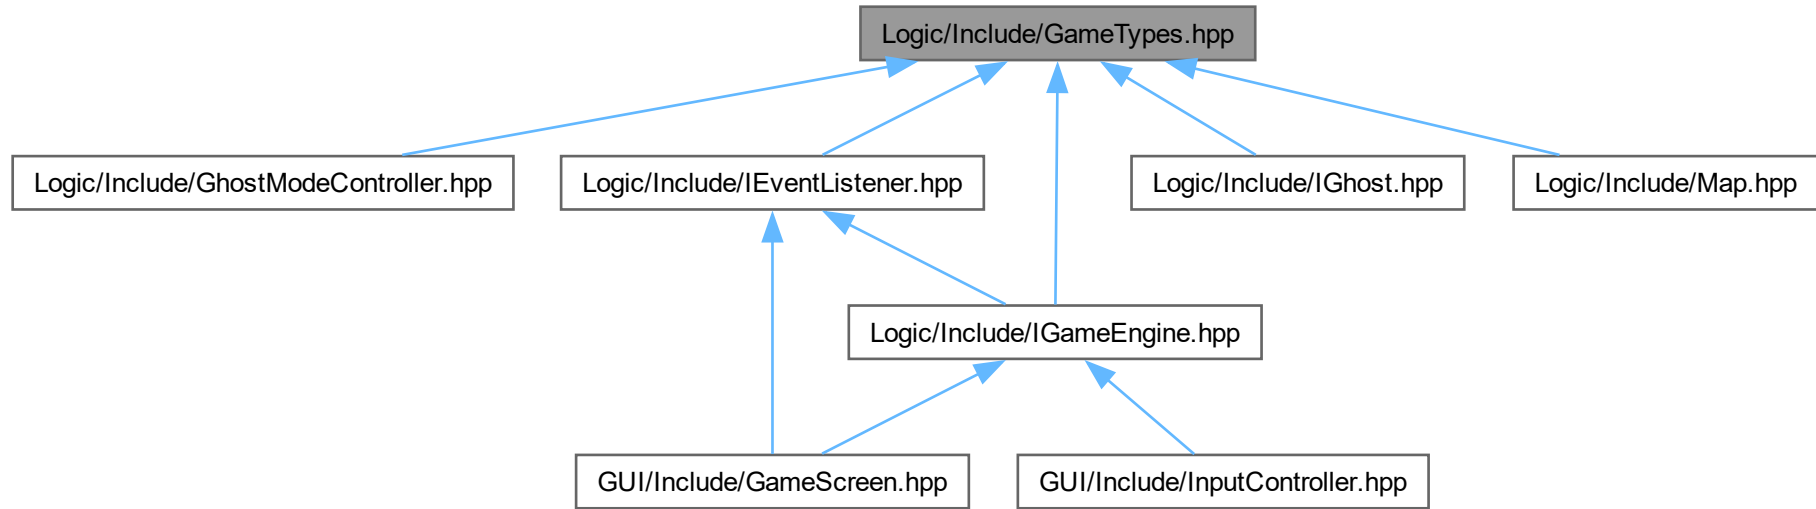 Logic/Include/GameTypes.hpp
Logic/Include/GhostModeController.hpp
Logic/Include/IEventListener.hpp
Logic/Include/IGhost.hpp
Logic/Include/Map.hpp
Logic/Include/IGameEngine.hpp
GUI/Include/GameScreen.hpp
GUI/Include/InputController.hpp